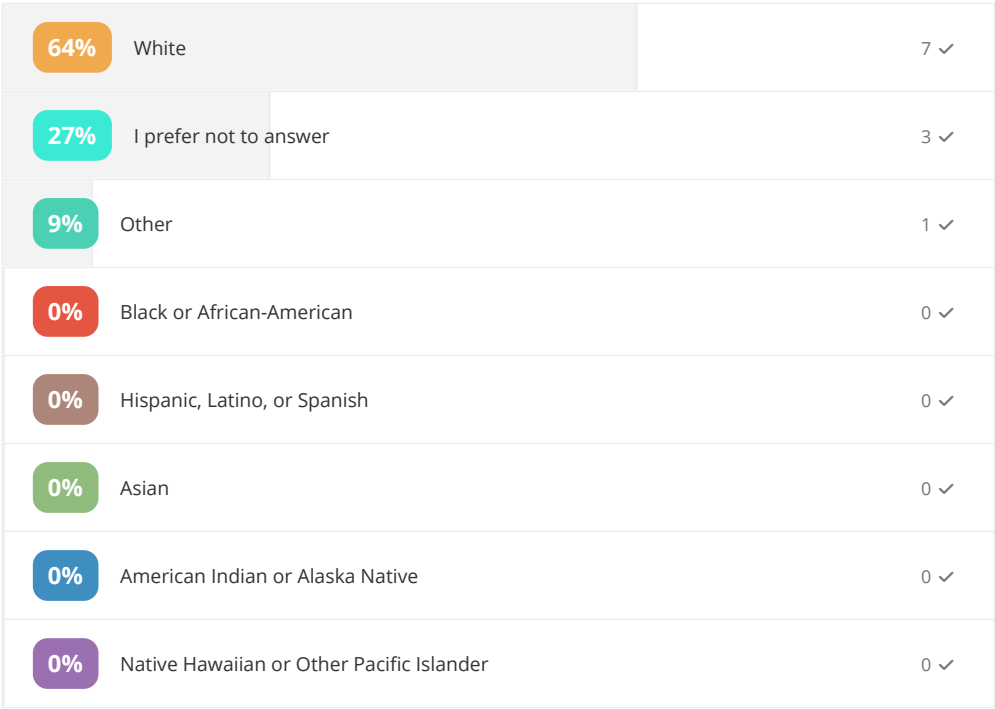 64% White 7
27% I prefer not to answer 3
9% Other 1
0% Black or African-American 0
0% Hispanic, Latino, or Spanish 0
0% Asian 0
0% American Indian or Alaska Native 0
0% Native Hawaiian or Other Pacific Islander 0